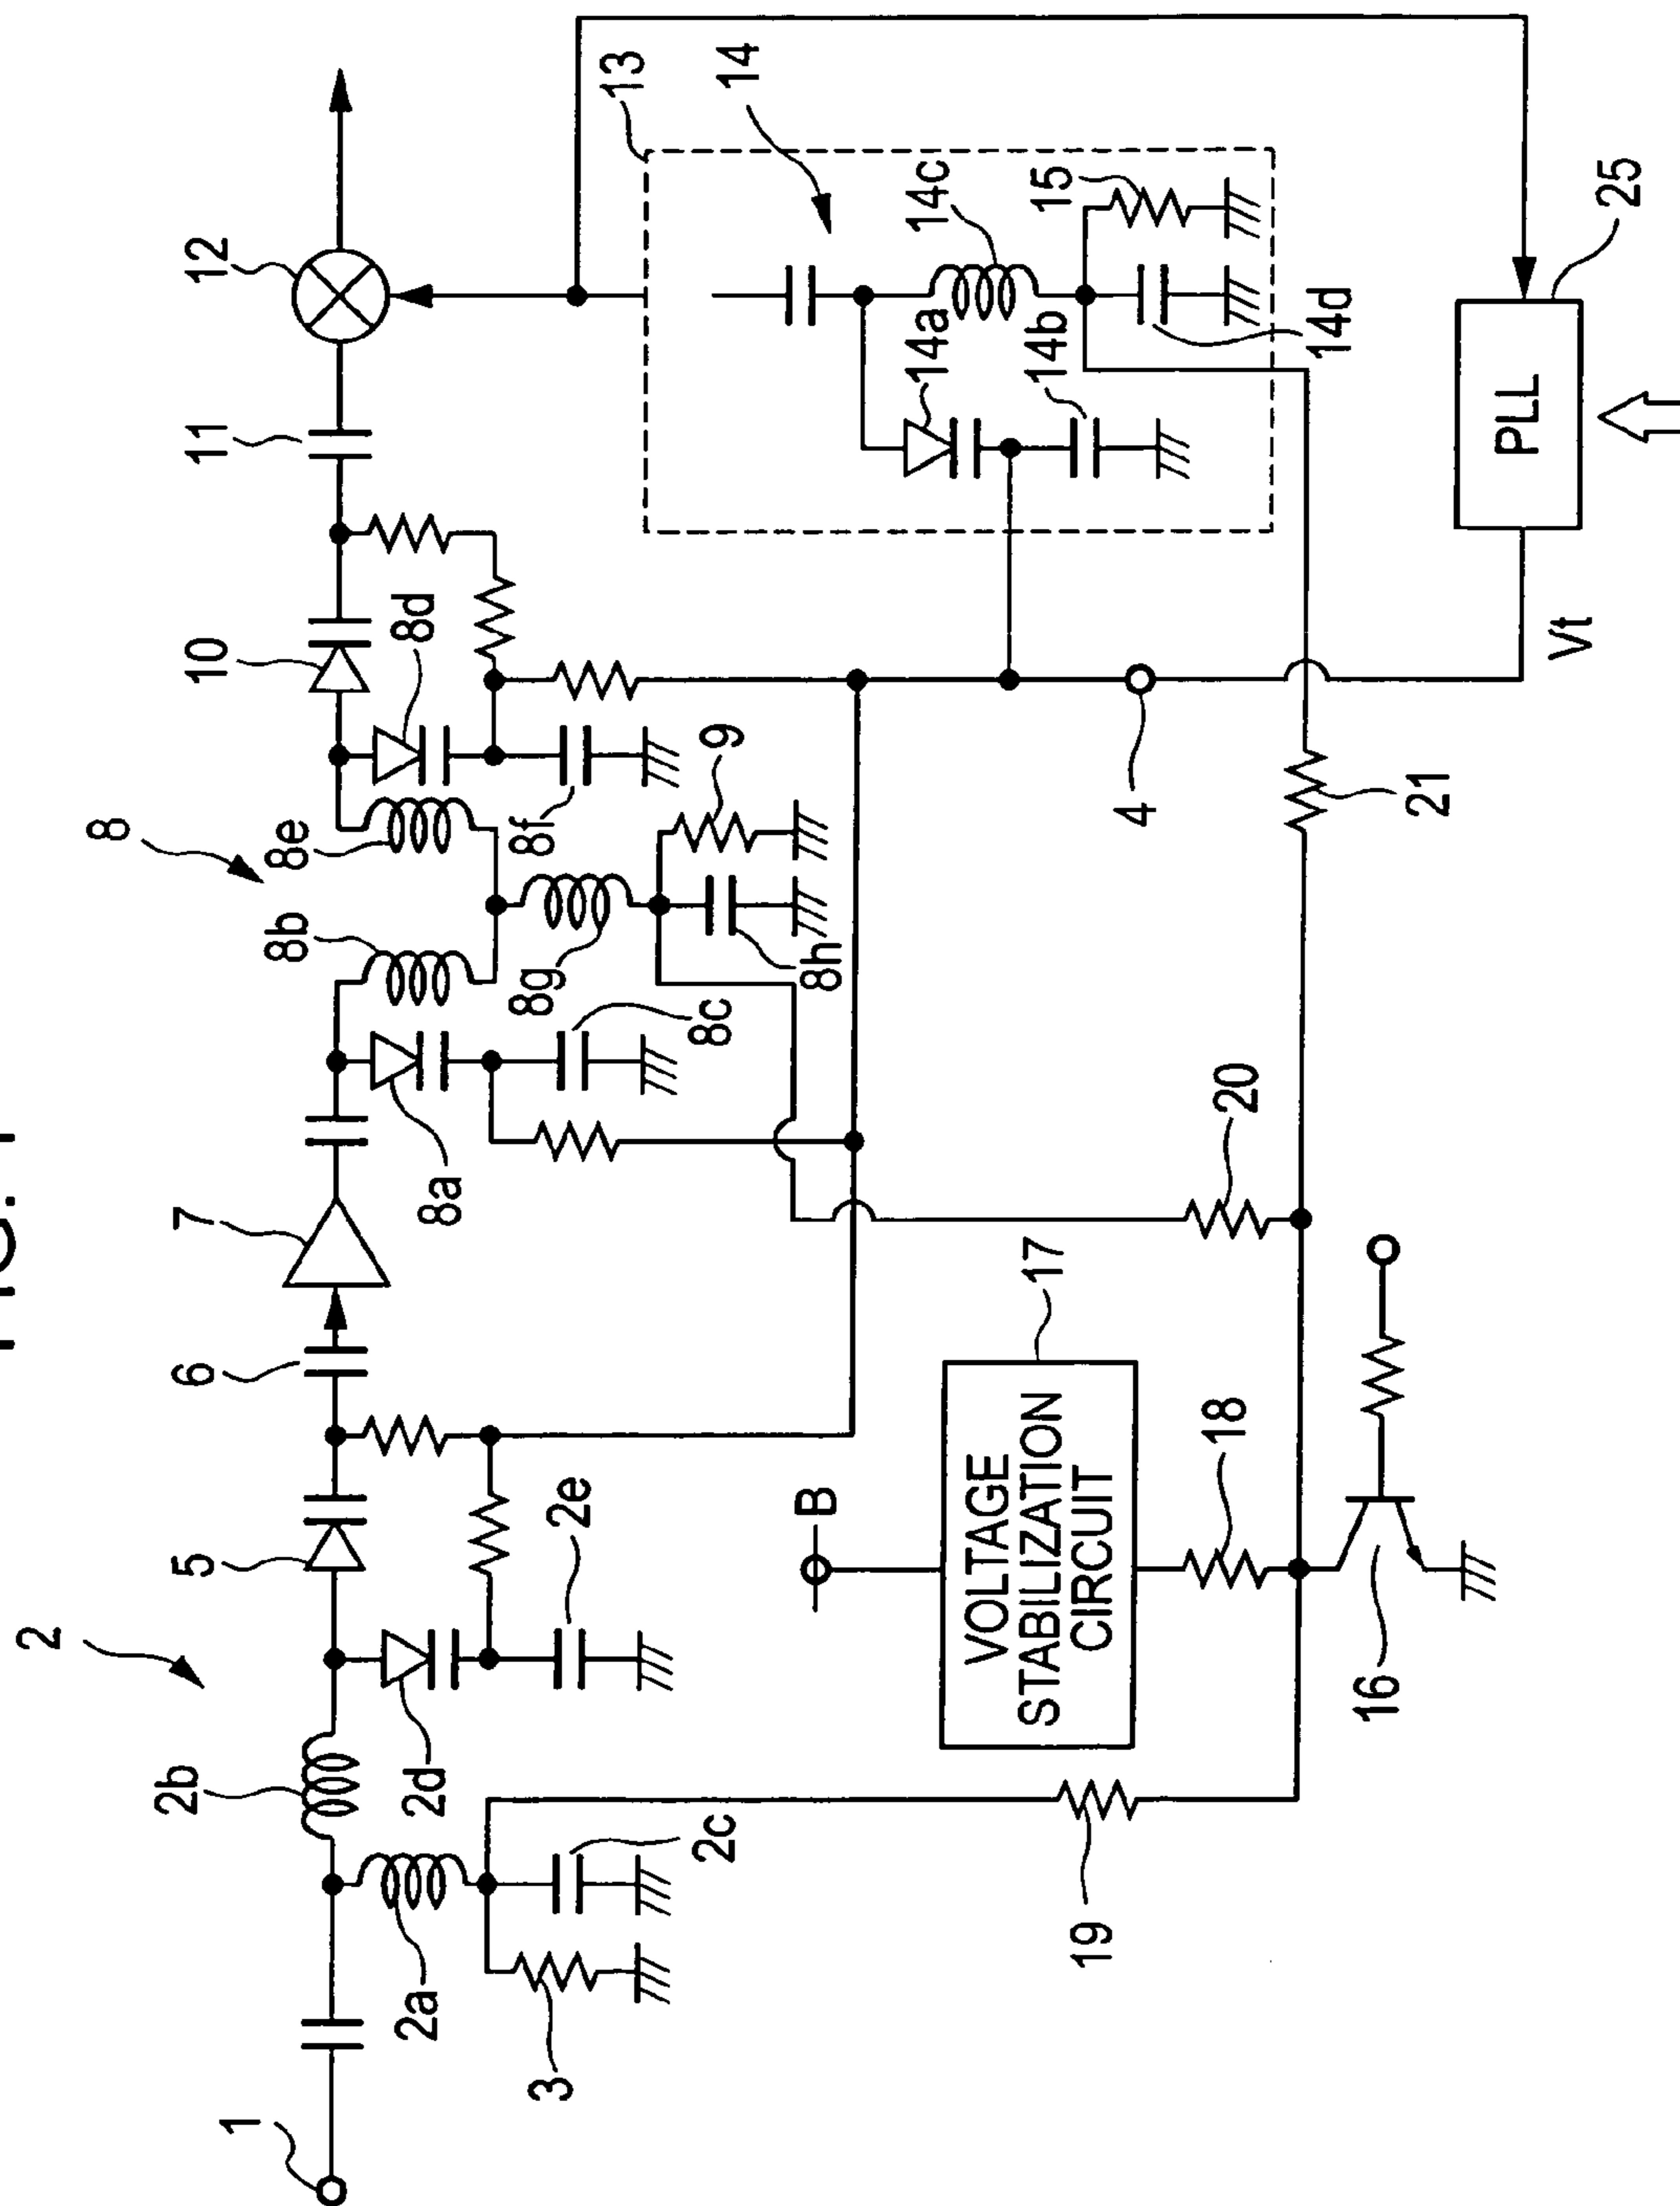 FIG. 1
2
8
1
2b
5
6
7
10
11
12
8b
8e
2a
2d
8a
8d
3
2e
8g
8f
13
2c
8c
9
14
B
8h
14a
14c
VOLTAGE
STABILIZATION
CIRCUIT
17
14b
15
19
4
18
20
14d
16
21
PLL
Vt
25